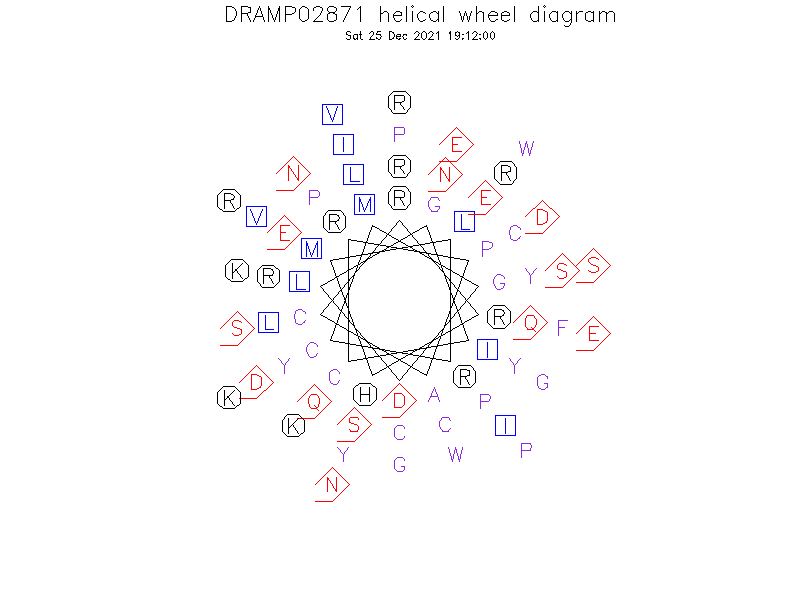 DRAMP02871 helical wheel diagram
Sat 25 Dec 2021 19:12:00
R
V
P
I E W
R
N L N R
P R E
R M G
V R L D
E C
M P
K R L G Y S S
C R
S L Q F E
C I
Y Y
C R
D G
K Q H D A P
K S C C I
Y W P
G
N